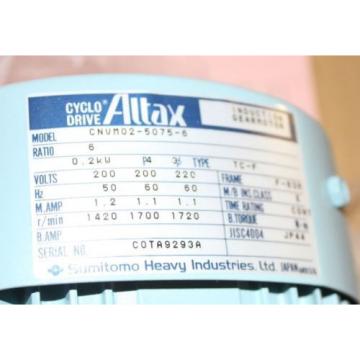 CYCLO DRIVE Altax INDUCTION GEARMOTOR
MODEL CNVM02-5075-6
RATIO 6
0.2kW P4 3φ TYPE TC-F
VOLTS 200 200 220 FRAME
Hz 50 60 60 M/B INS.CLASS E
M.AMP 1.2 1.1 1.1 TIME RATING CONT
r/min 1420 1700 1720 B.TORQUE N-m
B.AMP JISC4004
SERIAL NO. COTA9293A
Sumitomo Heavy Industries, Ltd. JAPAN